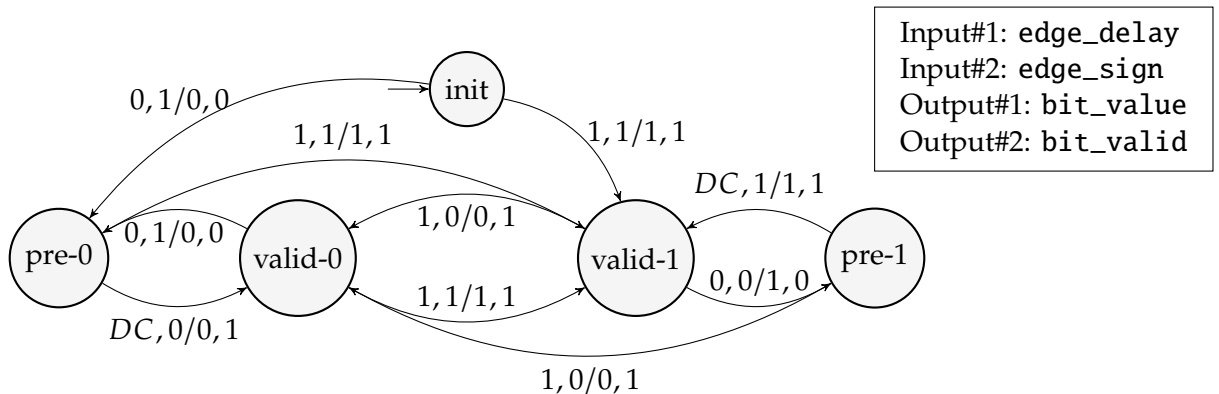 Input#1: edge_delay
Input#2: edge_sign
Output#1: bit_value
Output#2: bit_valid
init
0, 1/0, 0
1, 1/1, 1
1, 1/1, 1
DC, 1/1, 1
0, 1/0, 0
1, 0/0, 1
pre-0
valid-0
valid-1
pre-1
DC, 0/0, 1
1, 1/1, 1
0, 0/1, 0
1, 0/0, 1